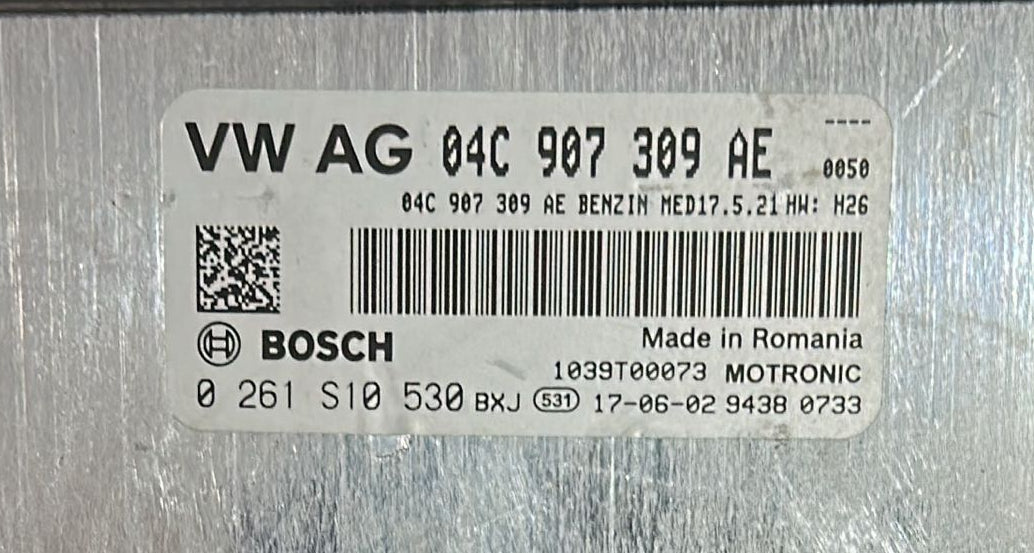 VW AG 04C 907 309 AE
----
0050
04C 907 309 AE BENZIN MED17.5.21 HW: H26
BOSCH
Made in Romania
1039T00073 MOTRONIC
0 261 S10 530 BXJ 531 17-06-02 9438 0733